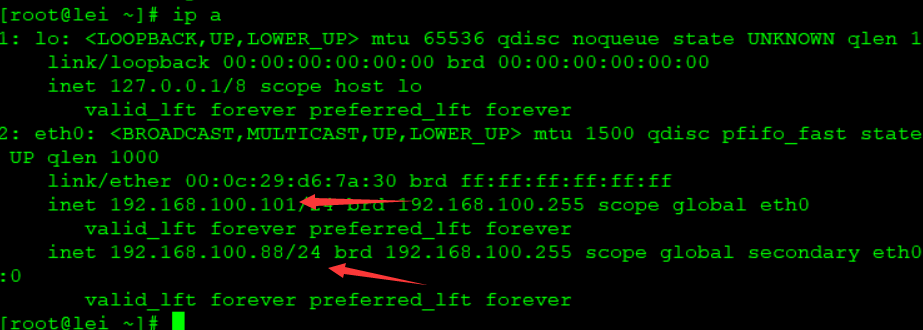 [root@lei ~]# ip a
1: lo: <LOOPBACK,UP,LOWER_UP> mtu 65536 qdisc noqueue state UNKNOWN qlen 1
link/loopback 00:00:00:00:00:00 brd 00:00:00:00:00:00
inet 127.0.0.1/8 scope host lo
valid_lft forever preferred_lft forever
2: eth0: <BROADCAST,MULTICAST,UP,LOWER_UP> mtu 1500 qdisc pfifo_fast state
UP qlen 1000
link/ether 00:0c:29:d6:7a:30 brd ff:ff:ff:ff:ff:ff
inet 192.168.100.101/24 brd 192.168.100.255 scope global eth0
valid_lft forever preferred_lft forever
inet 192.168.100.88/24 brd 192.168.100.255 scope global secondary eth0
:0
valid_lft forever preferred_lft forever
[root@lei ~]#